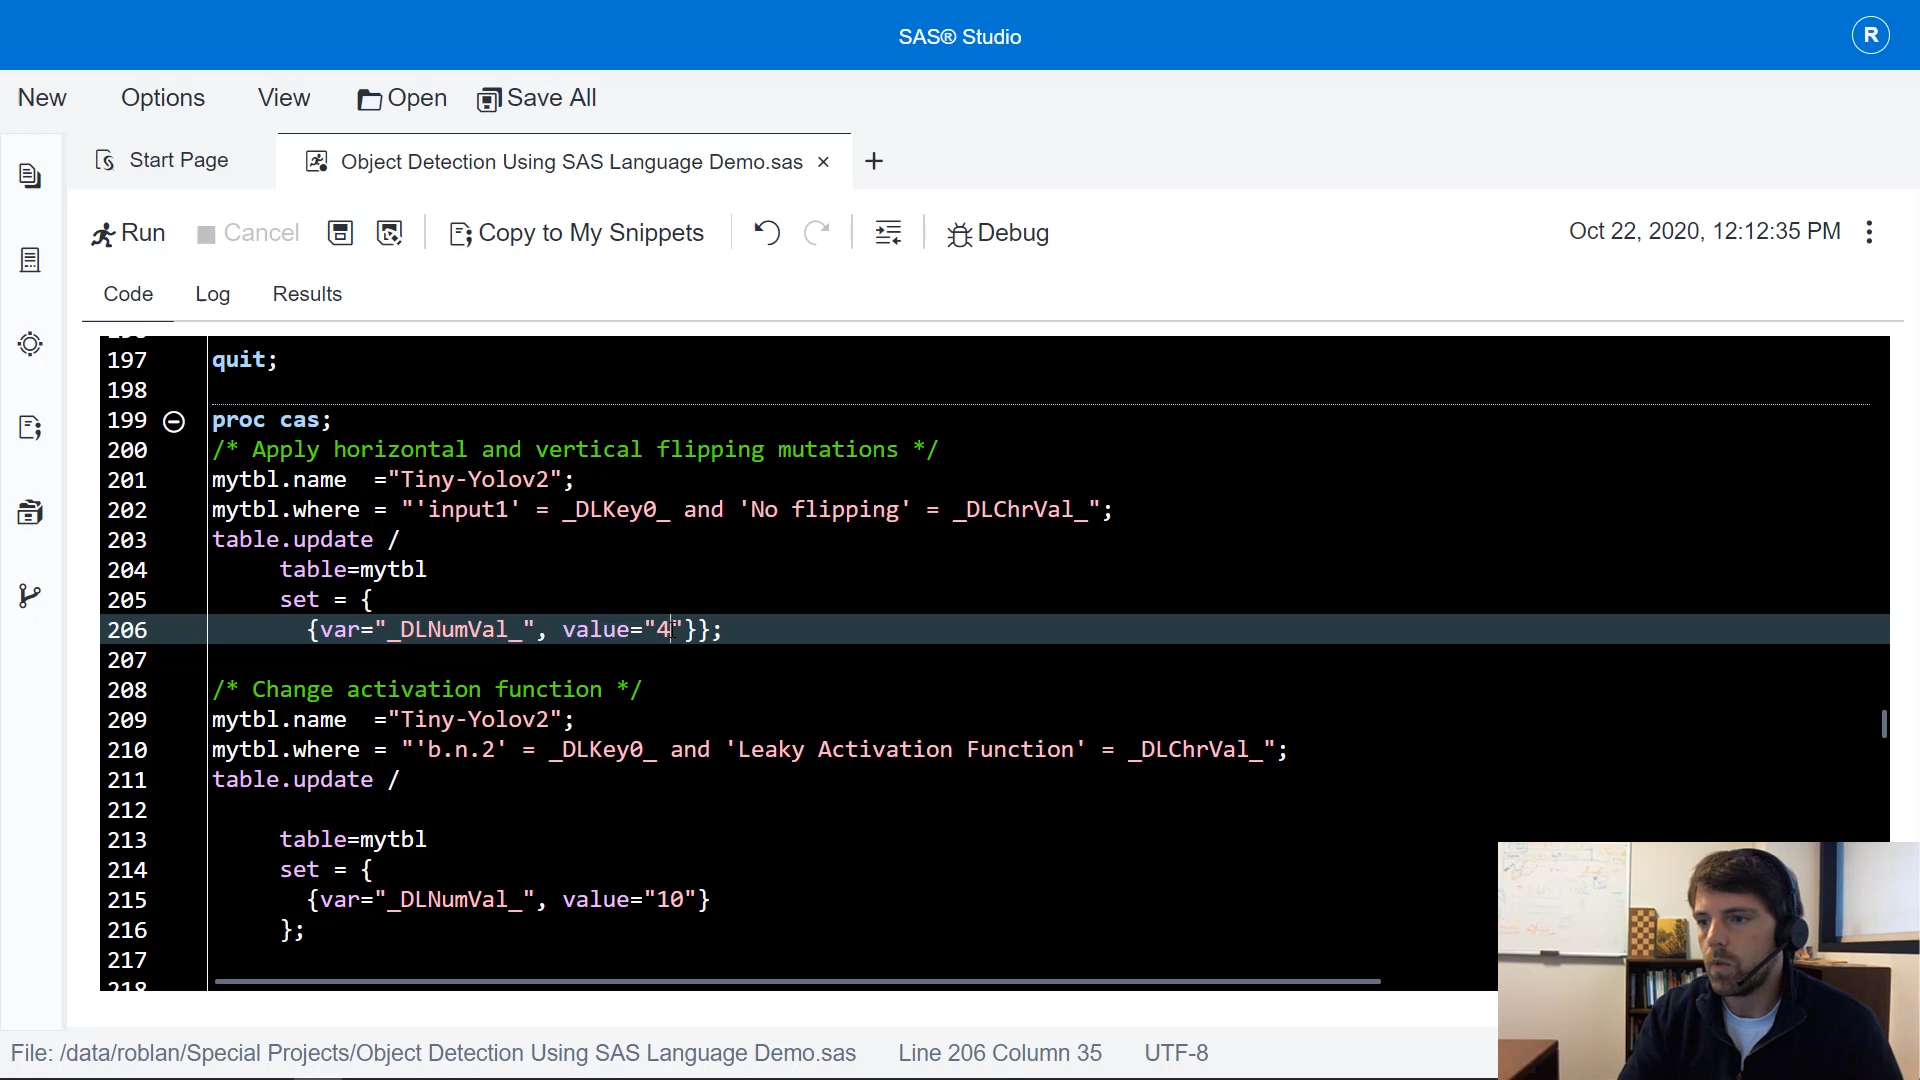 SAS® Studio
R
New Options View Open Save All
Start Page Object Detection Using SAS Language Demo.sas × +
Run Cancel Copy to My Snippets Debug Oct 22, 2020, 12:12:35 PM
Code Log Results
197 quit;
198
199 proc cas;
200 /* Apply horizontal and vertical flipping mutations */
201 mytbl.name  ="Tiny-Yolov2";
202 mytbl.where = "'input1' = _DLKey0_ and 'No flipping' = _DLChrVal_";
203 table.update /
204      table=mytbl
205      set = {
206        {var="_DLNumVal_", value="4"}};
207
208 /* Change activation function */
209 mytbl.name  ="Tiny-Yolov2";
210 mytbl.where = "'b.n.2' = _DLKey0_ and 'Leaky Activation Function' = _DLChrVal_";
211 table.update /
212
213      table=mytbl
214      set = {
215        {var="_DLNumVal_", value="10"}
216      };
217
218
File: /data/roblan/Special Projects/Object Detection Using SAS Language Demo.sas Line 206 Column 35 UTF-8